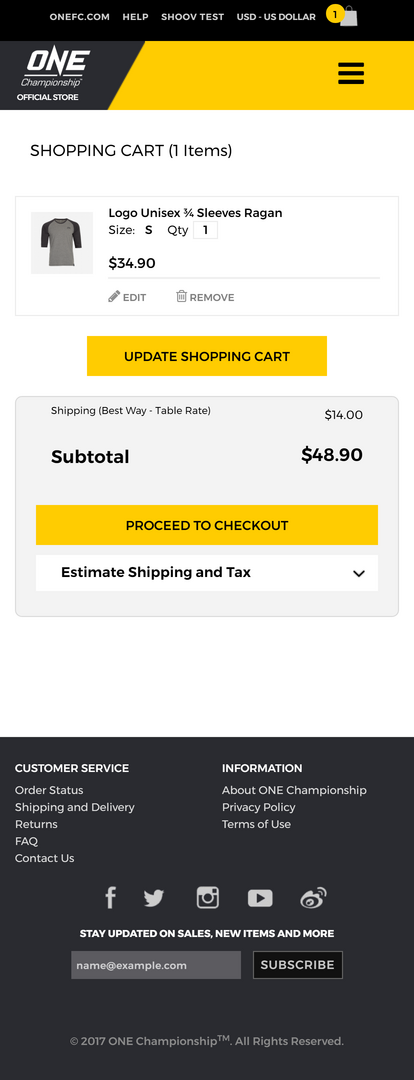 ONEFC.COM HELP SHOOV TEST USD - US DOLLAR 1
ONE
Championship™
OFFICIAL STORE
SHOPPING CART (1 Items)
Logo Unisex ¾ Sleeves Ragan
Size: S Qty 1
$34.90
EDIT REMOVE
UPDATE SHOPPING CART
Shipping (Best Way - Table Rate) $14.00
Subtotal $48.90
PROCEED TO CHECKOUT
Estimate Shipping and Tax
CUSTOMER SERVICE
Order Status
Shipping and Delivery
Returns
FAQ
Contact Us
INFORMATION
About ONE Championship
Privacy Policy
Terms of Use
STAY UPDATED ON SALES, NEW ITEMS AND MORE
name@example.com SUBSCRIBE
© 2017 ONE Championship™. All Rights Reserved.